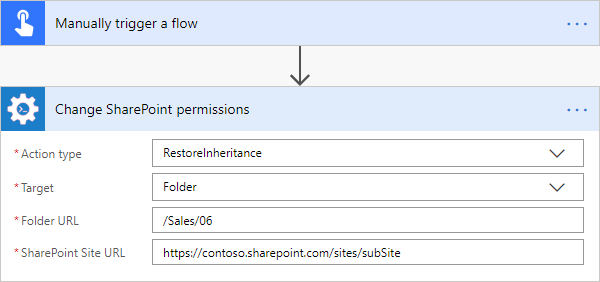 Manually trigger a flow
Change SharePoint permissions
* Action type RestoreInheritance
* Target Folder
* Folder URL /Sales/06
* SharePoint Site URL https://contoso.sharepoint.com/sites/subSite